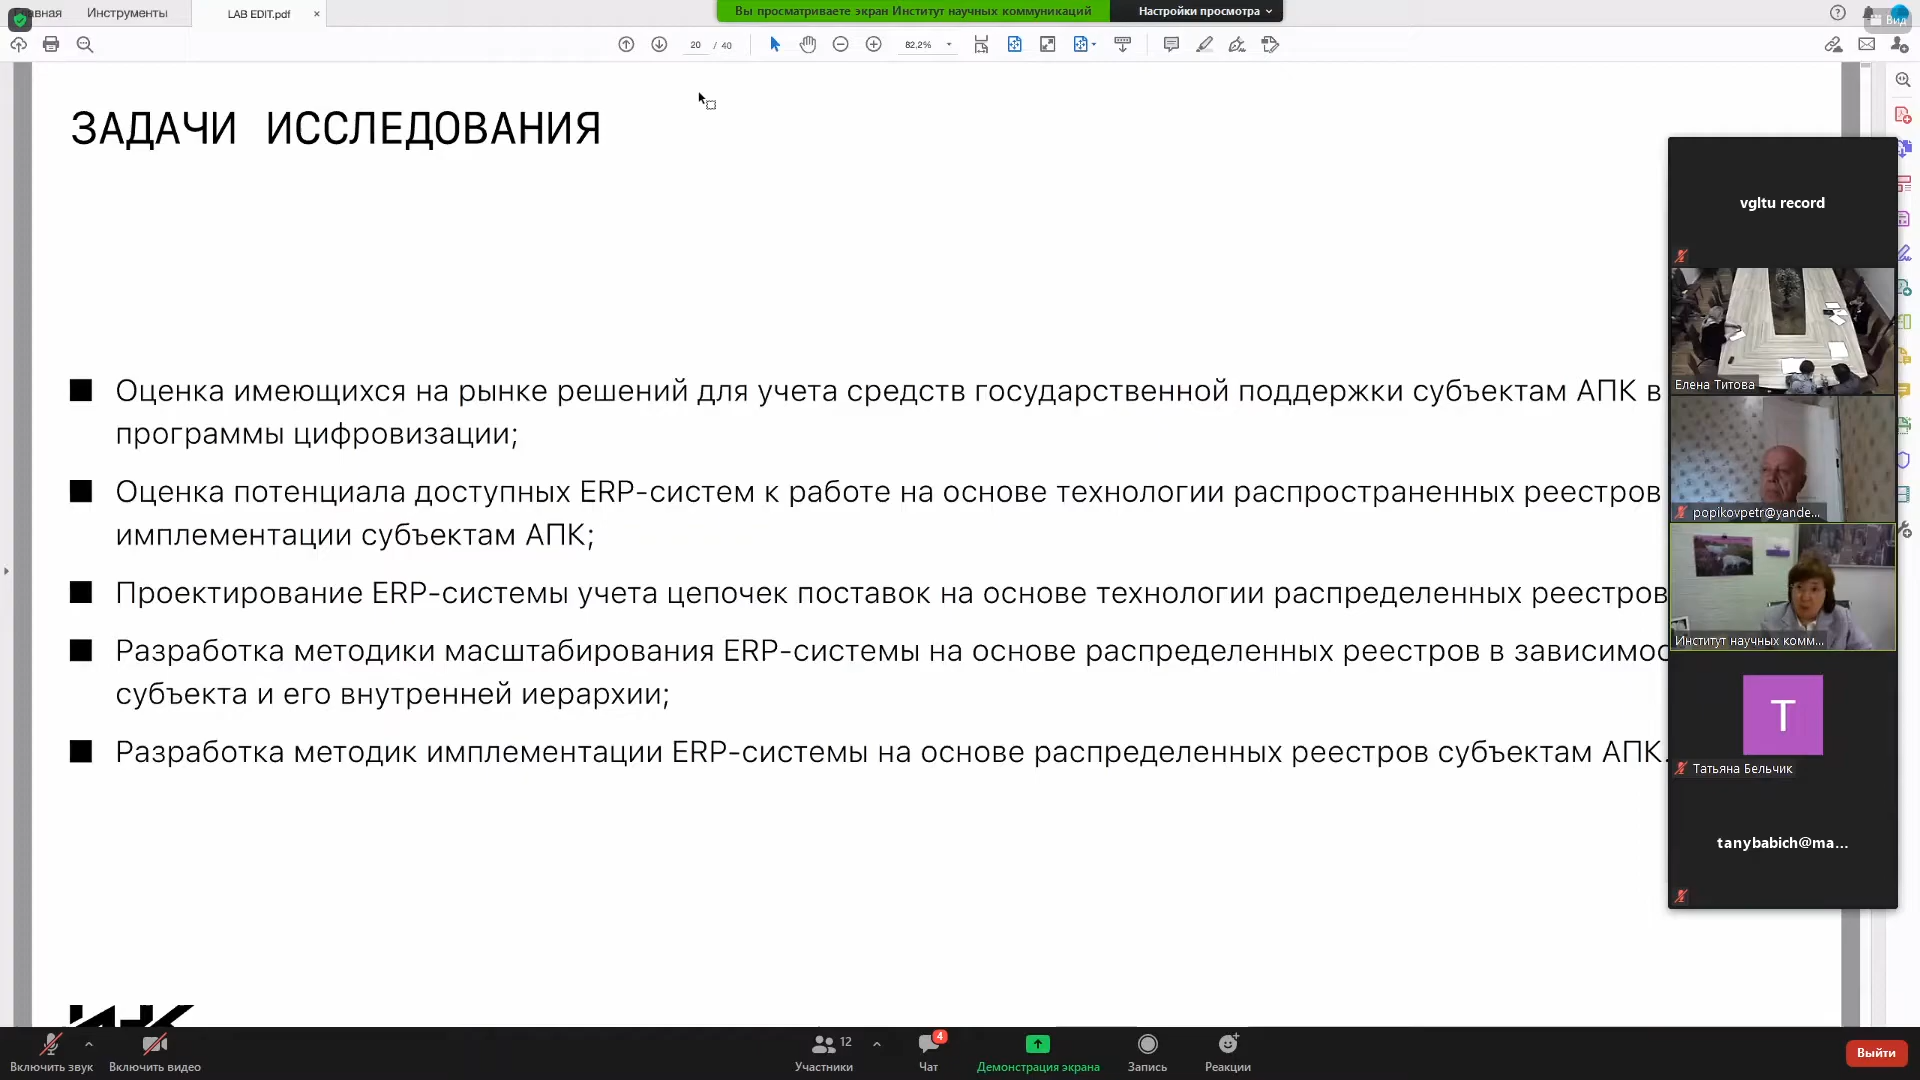 Главная
Инструменты
LAB EDIT.pdf
Вы просматриваете экран Институт научных коммуникаций
Настройки просмотра
Вид
20 / 40
82,2%
ЗАДАЧИ ИССЛЕДОВАНИЯ
Оценка имеющихся на рынке решений для учета средств государственной поддержки субъектам АПК в
программы цифровизации;
Оценка потенциала доступных ERP-систем к работе на основе технологии распространенных реестров
имплементации субъектам АПК;
Проектирование ERP-системы учета цепочек поставок на основе технологии распределенных реестров
Разработка методики масштабирования ERP-системы на основе распределенных реестров в зависимос
субъекта и его внутренней иерархии;
Разработка методик имплементации ERP-системы на основе распределенных реестров субъектам АПК.
vgltu record
Елена Титова
popikovpetr@yande...
Институт научных комм...
T
Татьяна Бельчик
tanybabich@ma...
Включить звук
Включить видео
12
Участники
4
Чат
Демонстрация экрана
Запись
Реакции
Выйти